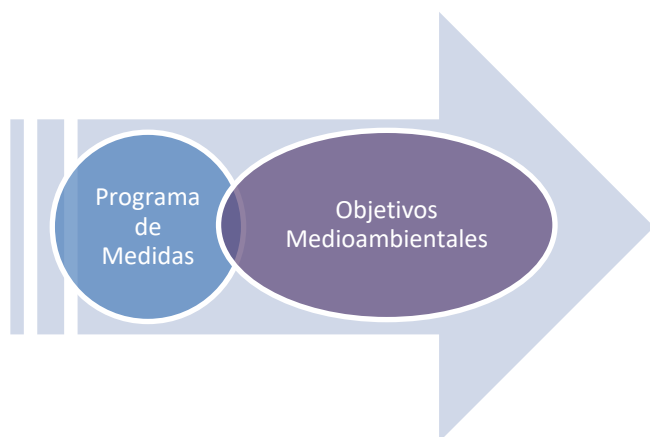 Programa
de
Medidas
Objetivos
Medioambientales